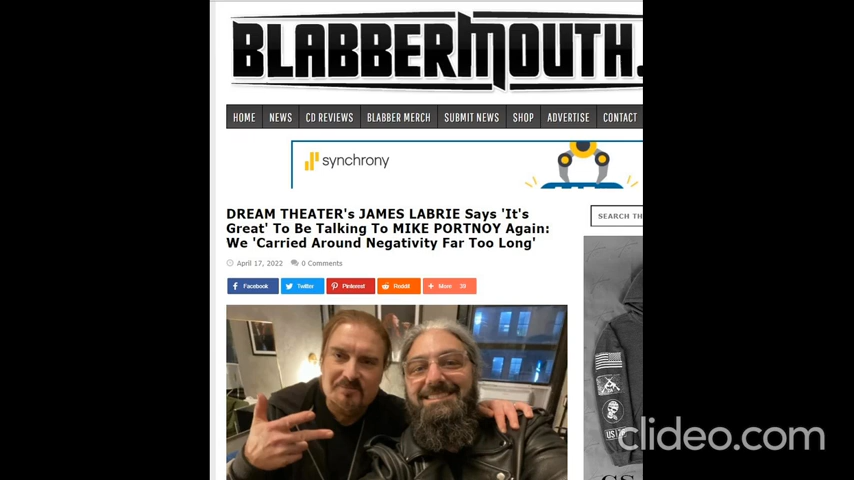 BLABBERMOUTH.
HOME NEWS CD REVIEWS BLABBER MERCH SUBMIT NEWS SHOP ADVERTISE CONTACT
synchrony
DREAM THEATER's JAMES LABRIE Says 'It's
Great' To Be Talking To MIKE PORTNOY Again:
We 'Carried Around Negativity Far Too Long'
SEARCH TH
April 17, 2022 0 Comments
Facebook Twitter Pinterest Reddit More 39
US
clideo.com